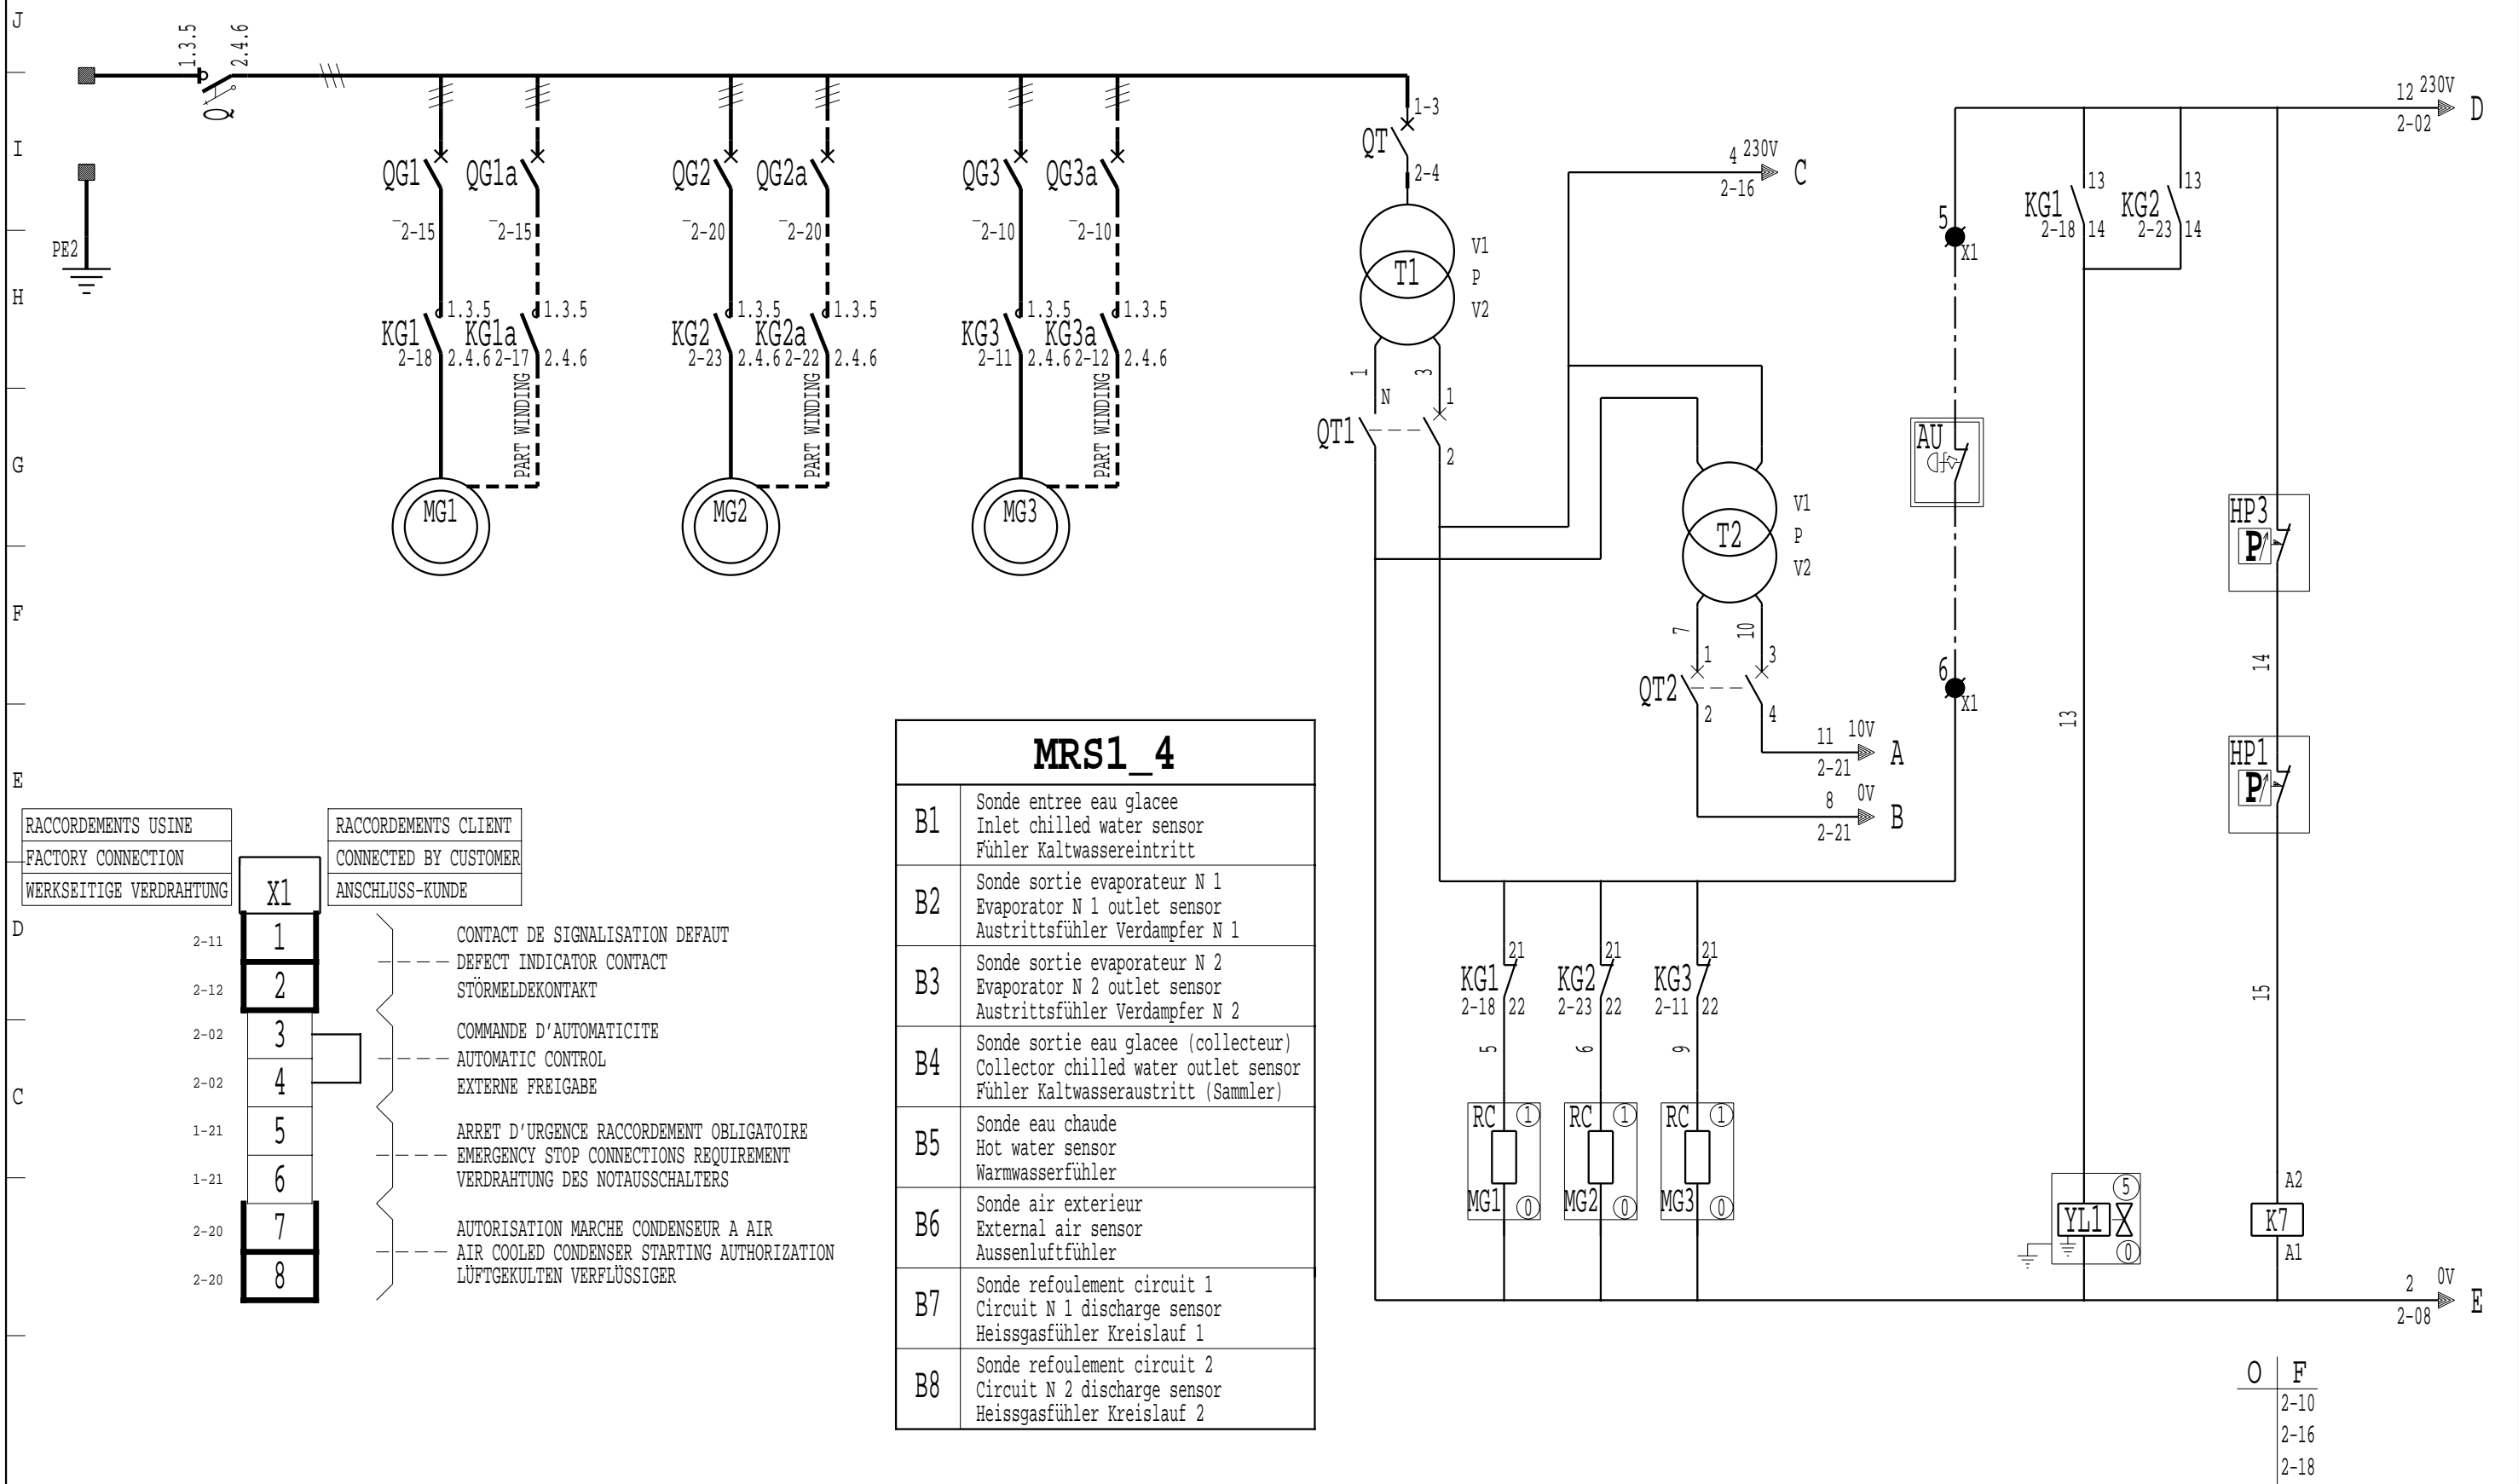 J
I
H
G
F
E
D
C
1.3.5
2.4.6
Q
PE2
QG1
QG1a
QG2
QG2a
QG3
QG3a
2-15
2-15
2-20
2-20
2-10
2-10
1.3.5
1.3.5
1.3.5
1.3.5
1.3.5
1.3.5
KG1
KG1a
KG2
KG2a
KG3
KG3a
2-18
2.4.6
2-17
2.4.6
2-23
2.4.6
2-22
2.4.6
2-11
2.4.6
2-12
2.4.6
PART WINDING
PART WINDING
PART WINDING
MG1
MG2
MG3
1-3
QT
2-4
T1
V1
P
V2
1
3
N
1
QT1
2
4
230V
2-16
C
T2
V1
P
V2
7
10
1
3
QT2
2
4
11
10V
2-21
A
8
0V
2-21
B
12
230V
2-02
D
5
X1
AU
6
X1
KG1
13
2-18
14
KG2
13
2-23
14
13
HP3
P
14
HP1
P
15
KG1
21
2-18
22
KG2
21
2-23
22
KG3
21
2-11
22
5
6
9
RC
1
MG1
0
RC
1
MG2
0
RC
1
MG3
0
5
YL1
0
A2
K7
A1
2
0V
2-08
E
O
F
2-10
2-16
2-18
RACCORDEMENTS USINE
FACTORY CONNECTION
WERKSEITIGE VERDRAHTUNG
X1
RACCORDEMENTS CLIENT
CONNECTED BY CUSTOMER
ANSCHLUSS-KUNDE
2-11
1
2-12
2
2-02
3
2-02
4
1-21
5
1-21
6
2-20
7
2-20
8
CONTACT DE SIGNALISATION DEFAUT
DEFECT INDICATOR CONTACT
STÖRMELDEKONTAKT
COMMANDE D'AUTOMATICITE
AUTOMATIC CONTROL
EXTERNE FREIGABE
ARRET D'URGENCE RACCORDEMENT OBLIGATOIRE
EMERGENCY STOP CONNECTIONS REQUIREMENT
VERDRAHTUNG DES NOTAUSSCHALTERS
AUTORISATION MARCHE CONDENSEUR A AIR
AIR COOLED CONDENSER STARTING AUTHORIZATION
LÜFTGEKULTEN VERFLÜSSIGER
MRS1_4
B1
Sonde entree eau glacee
Inlet chilled water sensor
Fühler Kaltwassereintritt
B2
Sonde sortie evaporateur N 1
Evaporator N 1 outlet sensor
Austrittsfühler Verdampfer N 1
B3
Sonde sortie evaporateur N 2
Evaporator N 2 outlet sensor
Austrittsfühler Verdampfer N 2
B4
Sonde sortie eau glacee (collecteur)
Collector chilled water outlet sensor
Fühler Kaltwasseraustritt (Sammler)
B5
Sonde eau chaude
Hot water sensor
Warmwasserfühler
B6
Sonde air exterieur
External air sensor
Aussenluftfühler
B7
Sonde refoulement circuit 1
Circuit N 1 discharge sensor
Heissgasfühler Kreislauf 1
B8
Sonde refoulement circuit 2
Circuit N 2 discharge sensor
Heissgasfühler Kreislauf 2